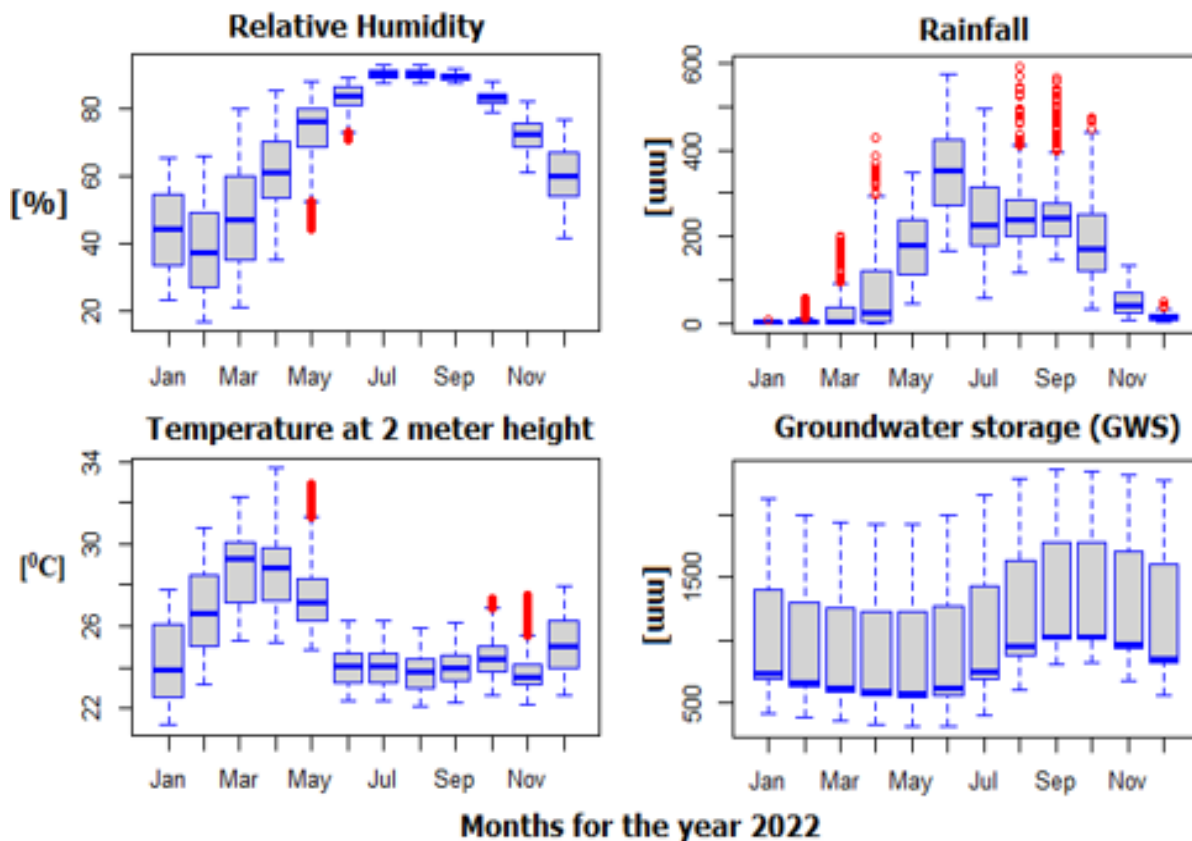 Relative Humidity
[%]
80
60
40
20
Jan Mar May Jul Sep Nov
Rainfall
[mm]
600
400
200
0
Jan Mar May Jul Sep Nov
Temperature at 2 meter height
[⁰C]
34
30
26
22
Jan Mar May Jul Sep Nov
Groundwater storage (GWS)
[mm]
1500
500
Jan Mar May Jul Sep Nov
Months for the year 2022